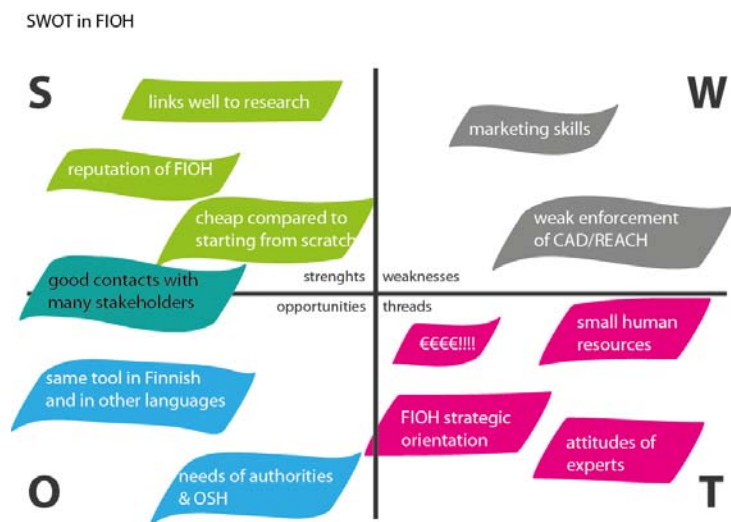 SWOT in FIOH
S
W
links well to research
marketing skills
reputation of FIOH
cheap compared to
starting from scratch
weak enforcement
of CAD/REACH
good contacts with
many stakeholders
strenghts
weaknesses
opportunities
threads
€€€€!!!!
small human
resources
same tool in Finnish
and in other languages
FIOH strategic
orientation
attitudes of
experts
needs of authorities
& OSH
O
T